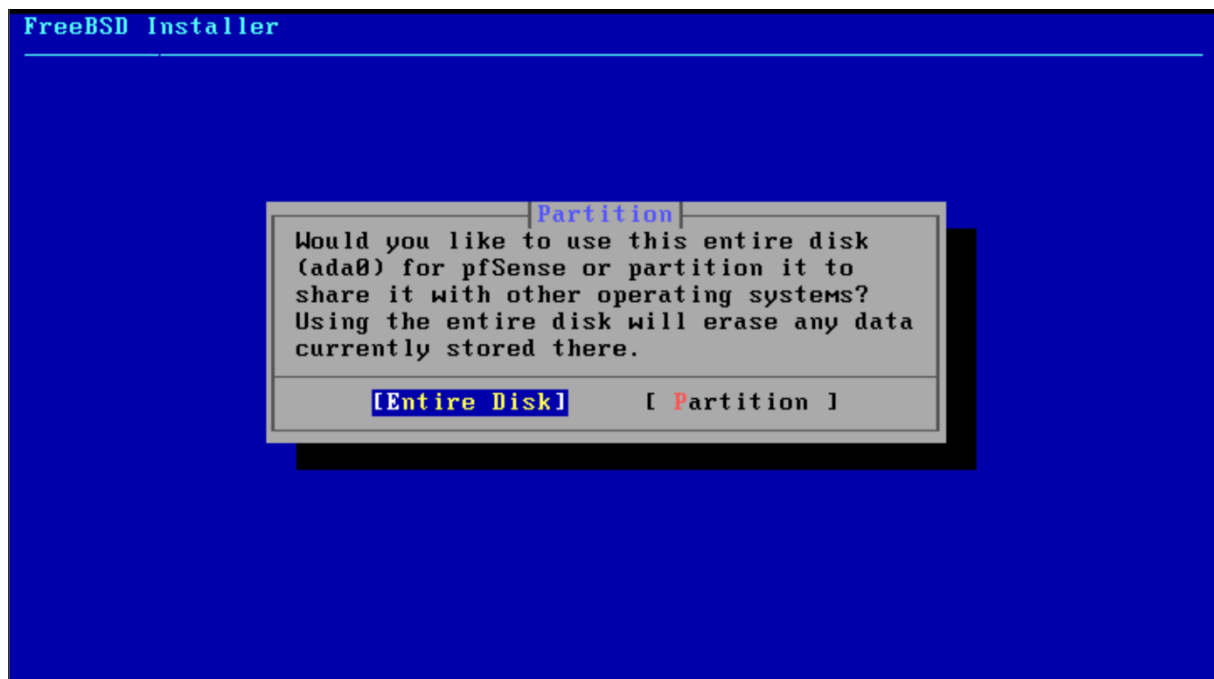 FreeBSD Installer
Partition
Would you like to use this entire disk
(ada0) for pfSense or partition it to
share it with other operating systems?
Using the entire disk will erase any data
currently stored there.
[Entire Disk] [ Partition ]